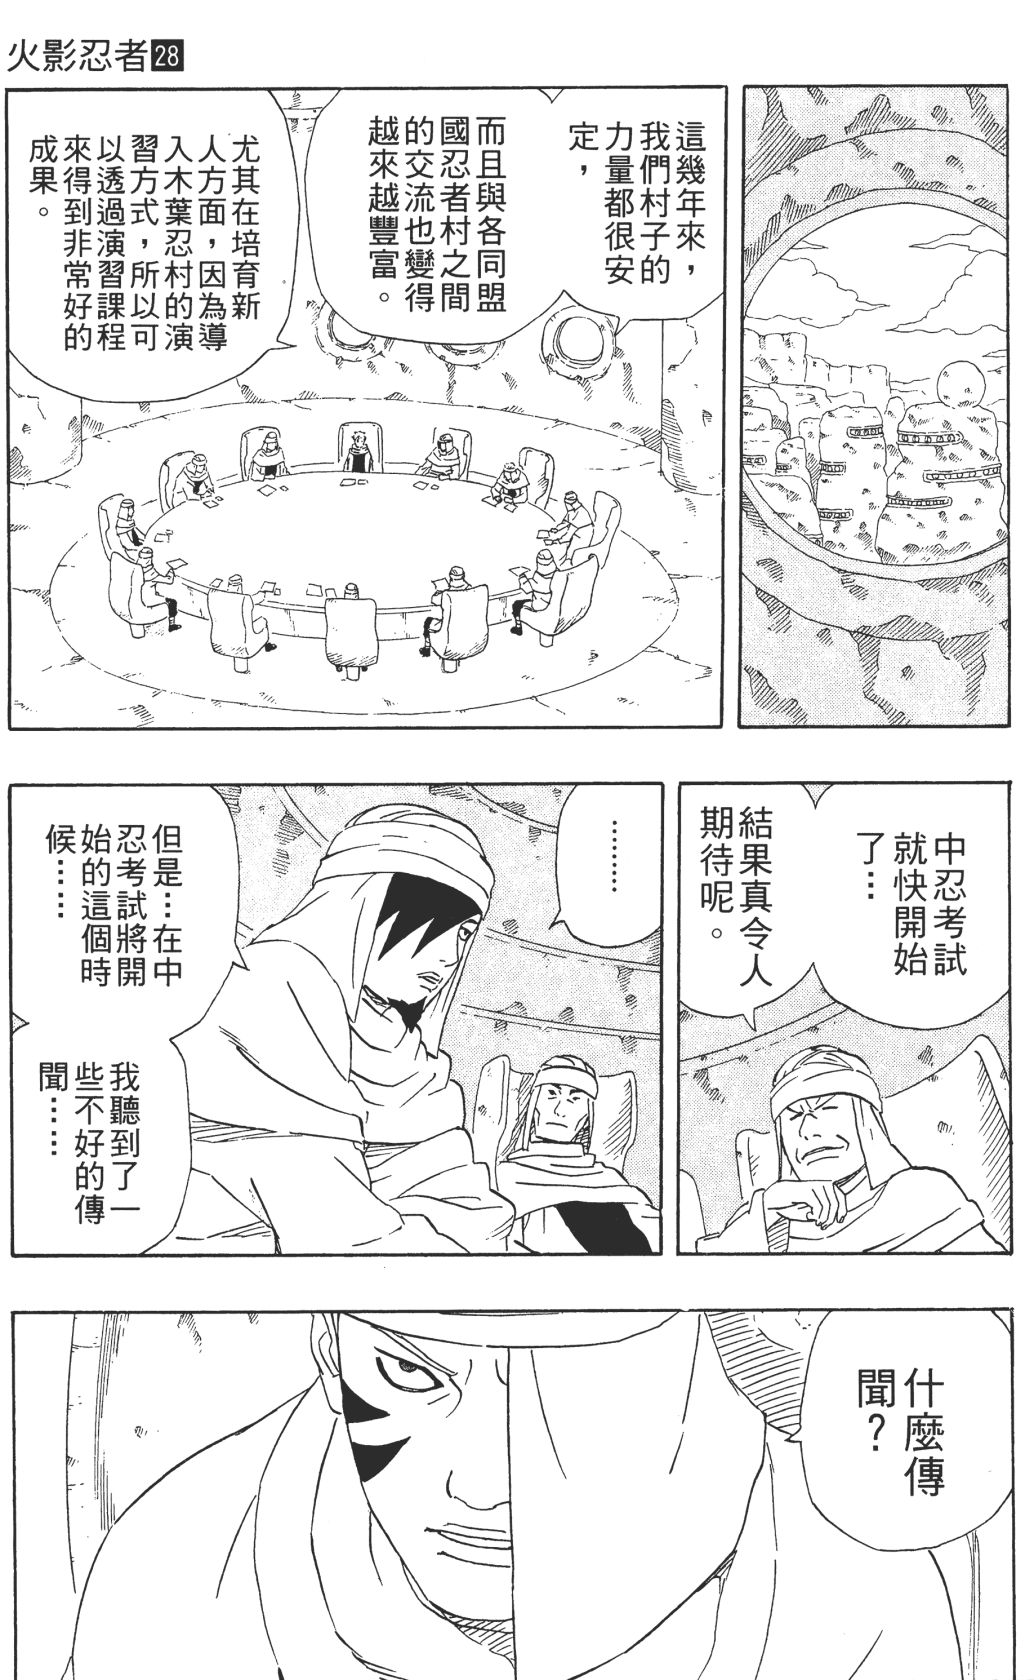 火影忍者28
這幾年來，
我們村子的
力量都很安
定，
而且與各同盟
國忍者村之間
的交流也變得
越來越豐富。
尤其在培育新
人方面，因為導
入木葉忍村的演
習方式，所以可
以透過演習課程
來得到非常好的
成果。
中忍考試
就快開始
了…
結果真令人
期待呢。
………
但是…在中
忍考試將開
始的這個時
候……
我聽到了一
些不好的傳
聞……
什麼傳
聞？